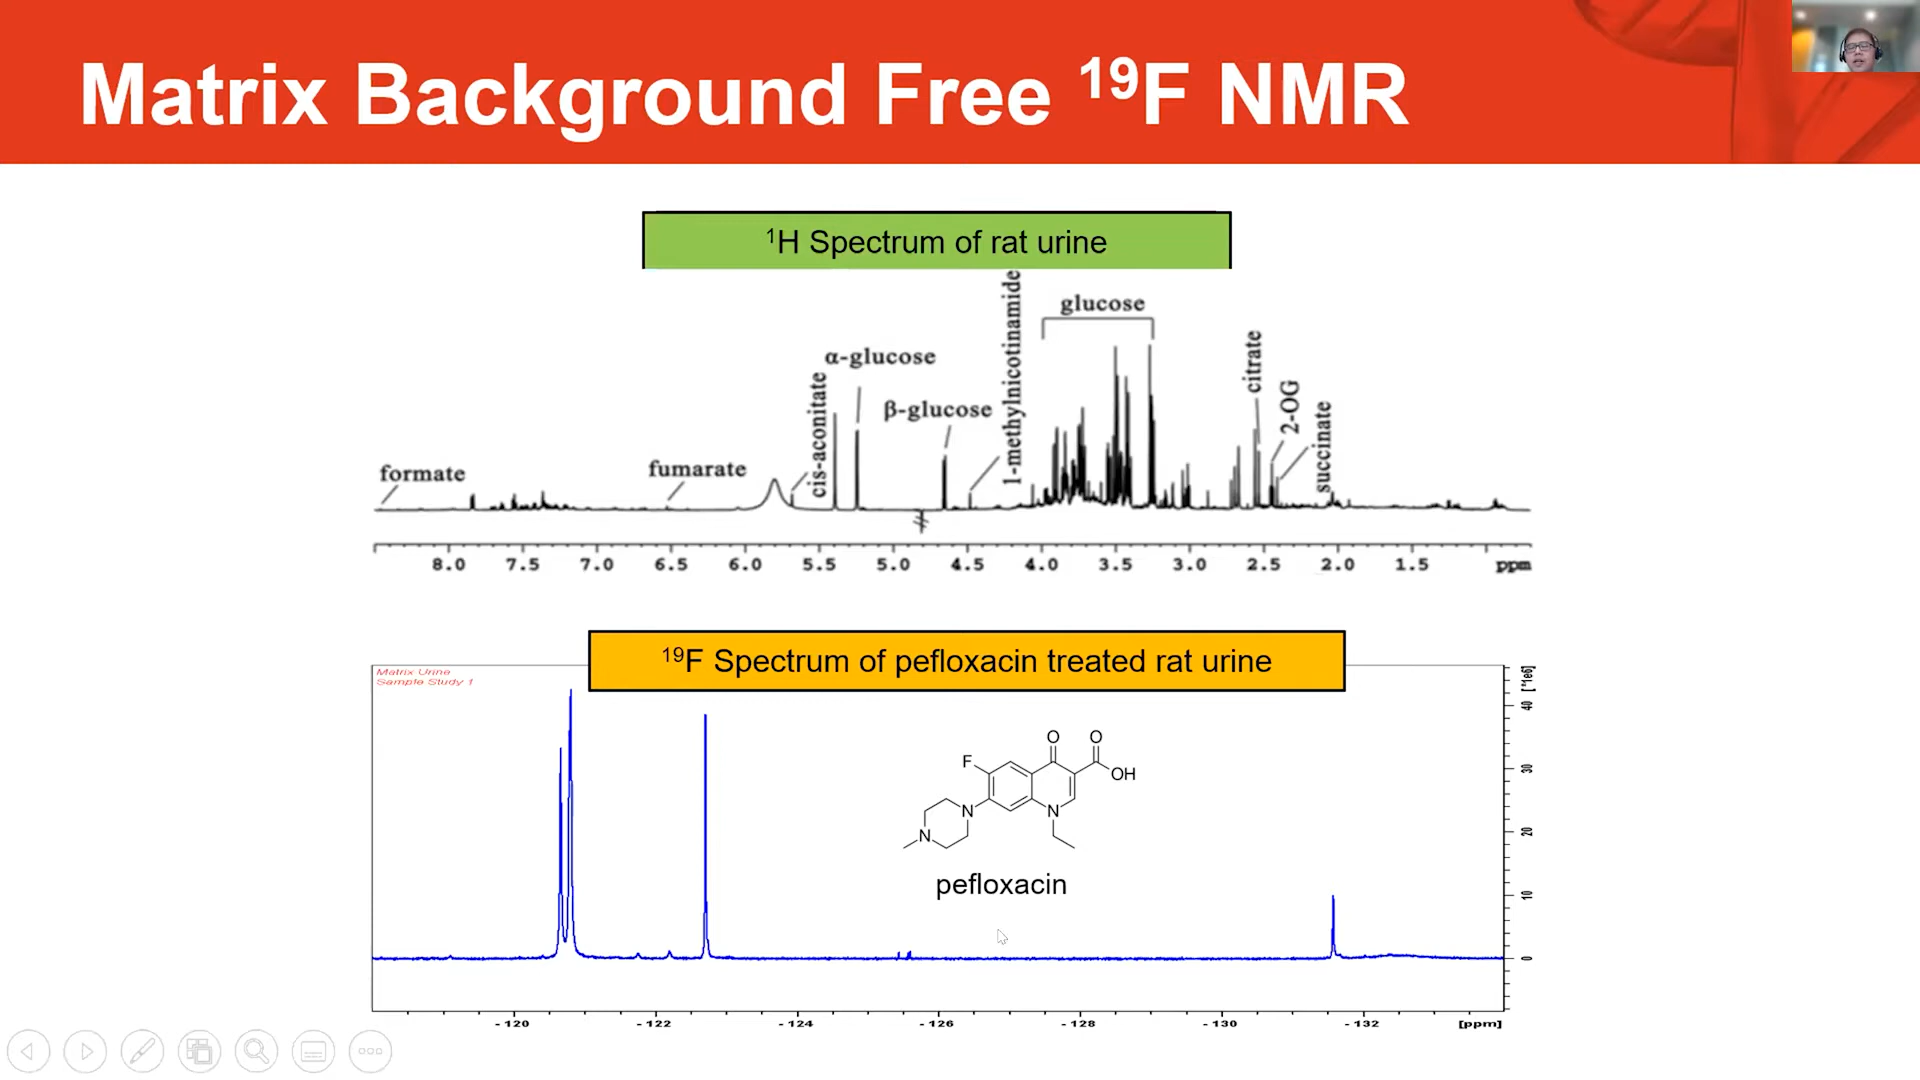 Matrix Background Free ¹⁹F NMR
¹H Spectrum of rat urine
formate
fumarate
cis-aconitate
α-glucose
β-glucose
1-methylnicotinamide
glucose
citrate
2-OG
succinate
8.0 7.5 7.0 6.5 6.0 5.5 5.0 4.5 4.0 3.5 3.0 2.5 2.0 1.5 ppm
¹⁹F Spectrum of pefloxacin treated rat urine
Matrix Urine
Sample Study 1
[*1e6]
40
30
20
10
0
O O
F
OH
N N
N
pefloxacin
-120 -122 -124 -126 -128 -130 -132 [ppm]